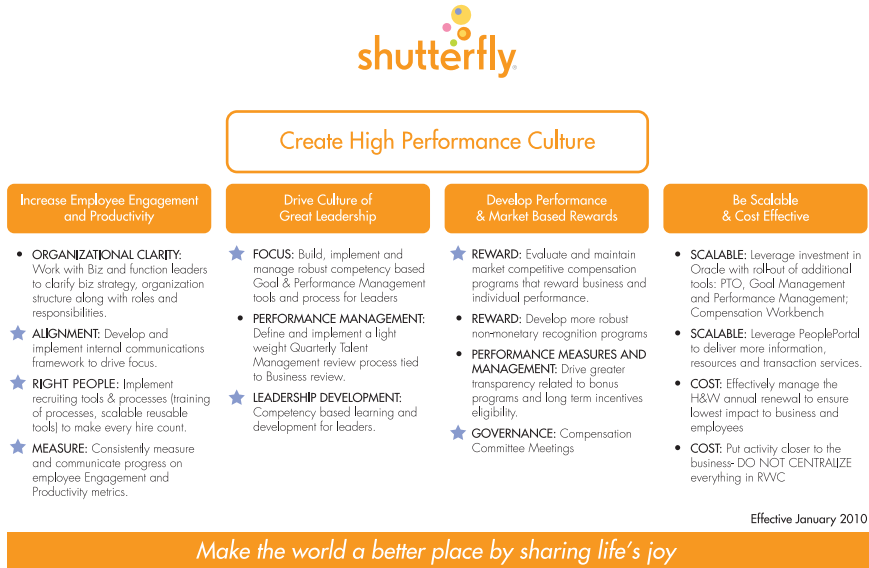 shutterfly
Create High Performance Culture
Increase Employee Engagement
and Productivity
• ORGANIZATIONAL CLARITY:
Work with Biz and function leaders
to clarify biz strategy, organization
structure along with roles and
responsibilities.
ALIGNMENT: Develop and
implement internal communications
framework to drive focus.
RIGHT PEOPLE: Implement
recruiting tools & processes (training
of processes, scalable reusable
tools) to make every hire count.
MEASURE: Consistently measure
and communicate progress on
employee Engagement and
Productivity metrics.
Drive Culture of
Great Leadership
FOCUS: Build, implement and
manage robust competency based
Goal & Performance Management
tools and process for Leaders
• PERFORMANCE MANAGEMENT:
Define and implement a light
weight Quarterly Talent
Management review process tied
to Business review.
LEADERSHIP DEVELOPMENT:
Competency based learning and
development for leaders.
Develop Performance
& Market Based Rewards
REWARD: Evaluate and maintain
market competitive compensation
programs that reward business and
individual performance.
• REWARD: Develop more robust
non-monetary recognition programs
• PERFORMANCE MEASURES AND
MANAGEMENT: Drive greater
transparency related to bonus
programs and long term incentives
eligibility.
GOVERNANCE: Compensation
Committee Meetings
Be Scalable
& Cost Effective
• SCALABLE: Leverage investment in
Oracle with roll-out of additional
tools: PTO, Goal Management
and Performance Management;
Compensation Workbench
• SCALABLE: Leverage PeoplePortal
to deliver more information,
resources and transaction services.
• COST: Effectively manage the
H&W annual renewal to ensure
lowest impact to business and
employees
• COST: Put activity closer to the
business- DO NOT CENTRALIZE
everything in RWC
Effective January 2010
Make the world a better place by sharing life's joy